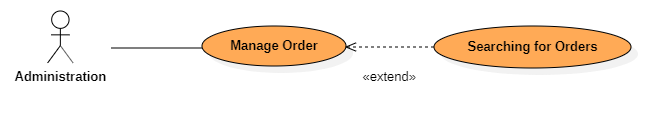 Manage Order
Searching for Orders
Administration
«extend»